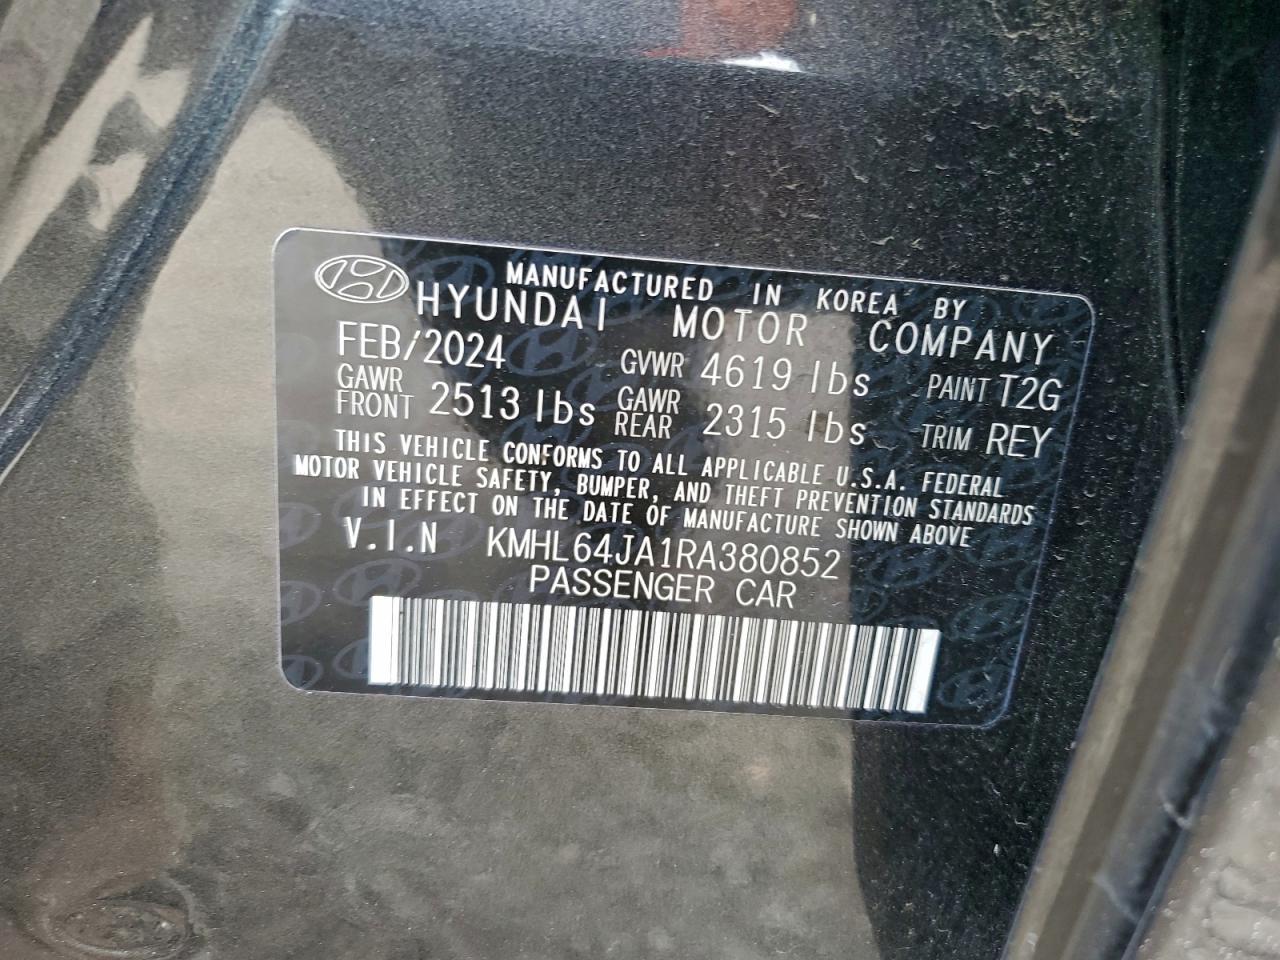 MANUFACTURED IN KOREA BY
HYUNDAI MOTOR COMPANY
FEB/2024 GVWR 4619 lbs PAINT T2G
GAWR FRONT 2513 lbs GAWR REAR 2315 lbs TRIM REY
THIS VEHICLE CONFORMS TO ALL APPLICABLE U.S.A. FEDERAL
MOTOR VEHICLE SAFETY, BUMPER, AND THEFT PREVENTION STANDARDS
IN EFFECT ON THE DATE OF MANUFACTURE SHOWN ABOVE
V.I.N KMHL64JA1RA380852
PASSENGER CAR